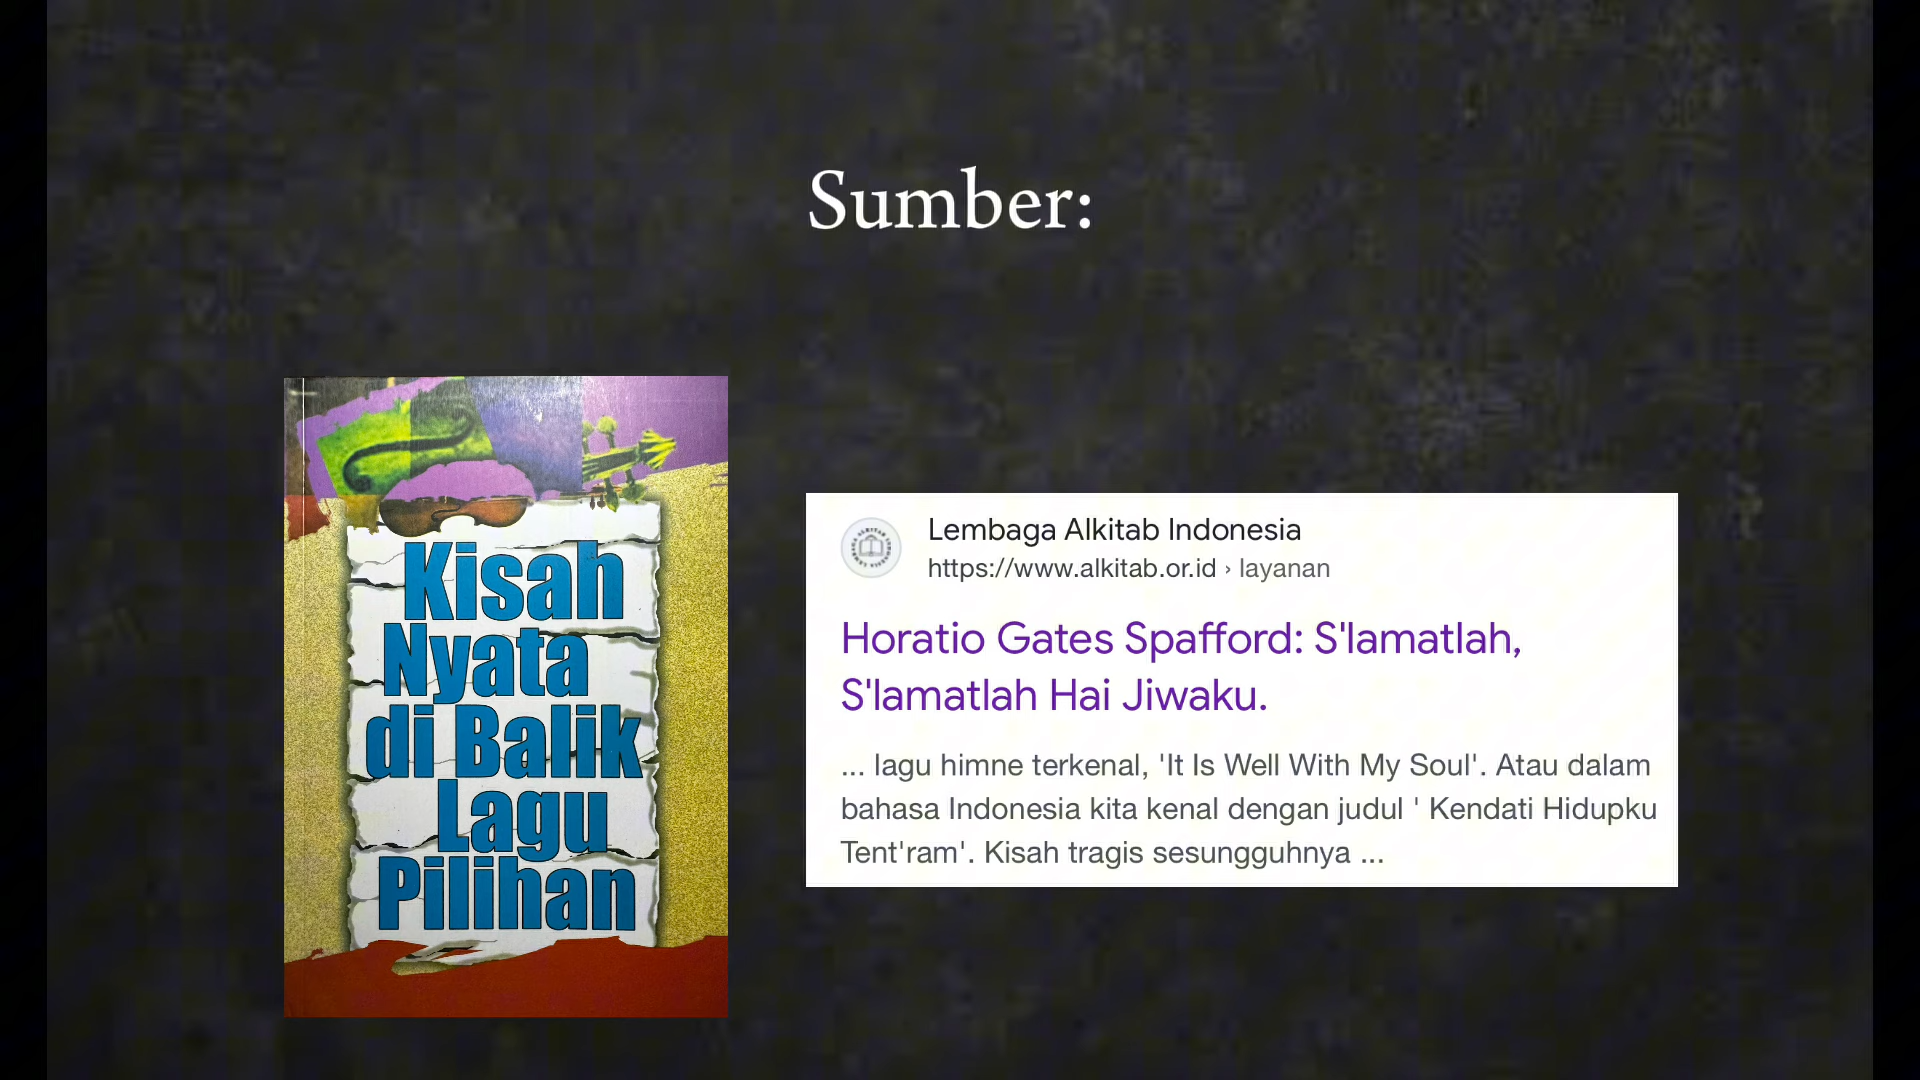 Sumber:
Kisah
Nyata
di Balik
Lagu
Pilihan
Lembaga Alkitab Indonesia
https://www.alkitab.or.id › layanan
Horatio Gates Spafford: S'lamatlah,
S'lamatlah Hai Jiwaku.
... lagu himne terkenal, 'It Is Well With My Soul'. Atau dalam
bahasa Indonesia kita kenal dengan judul ' Kendati Hidupku
Tent'ram'. Kisah tragis sesungguhnya ...